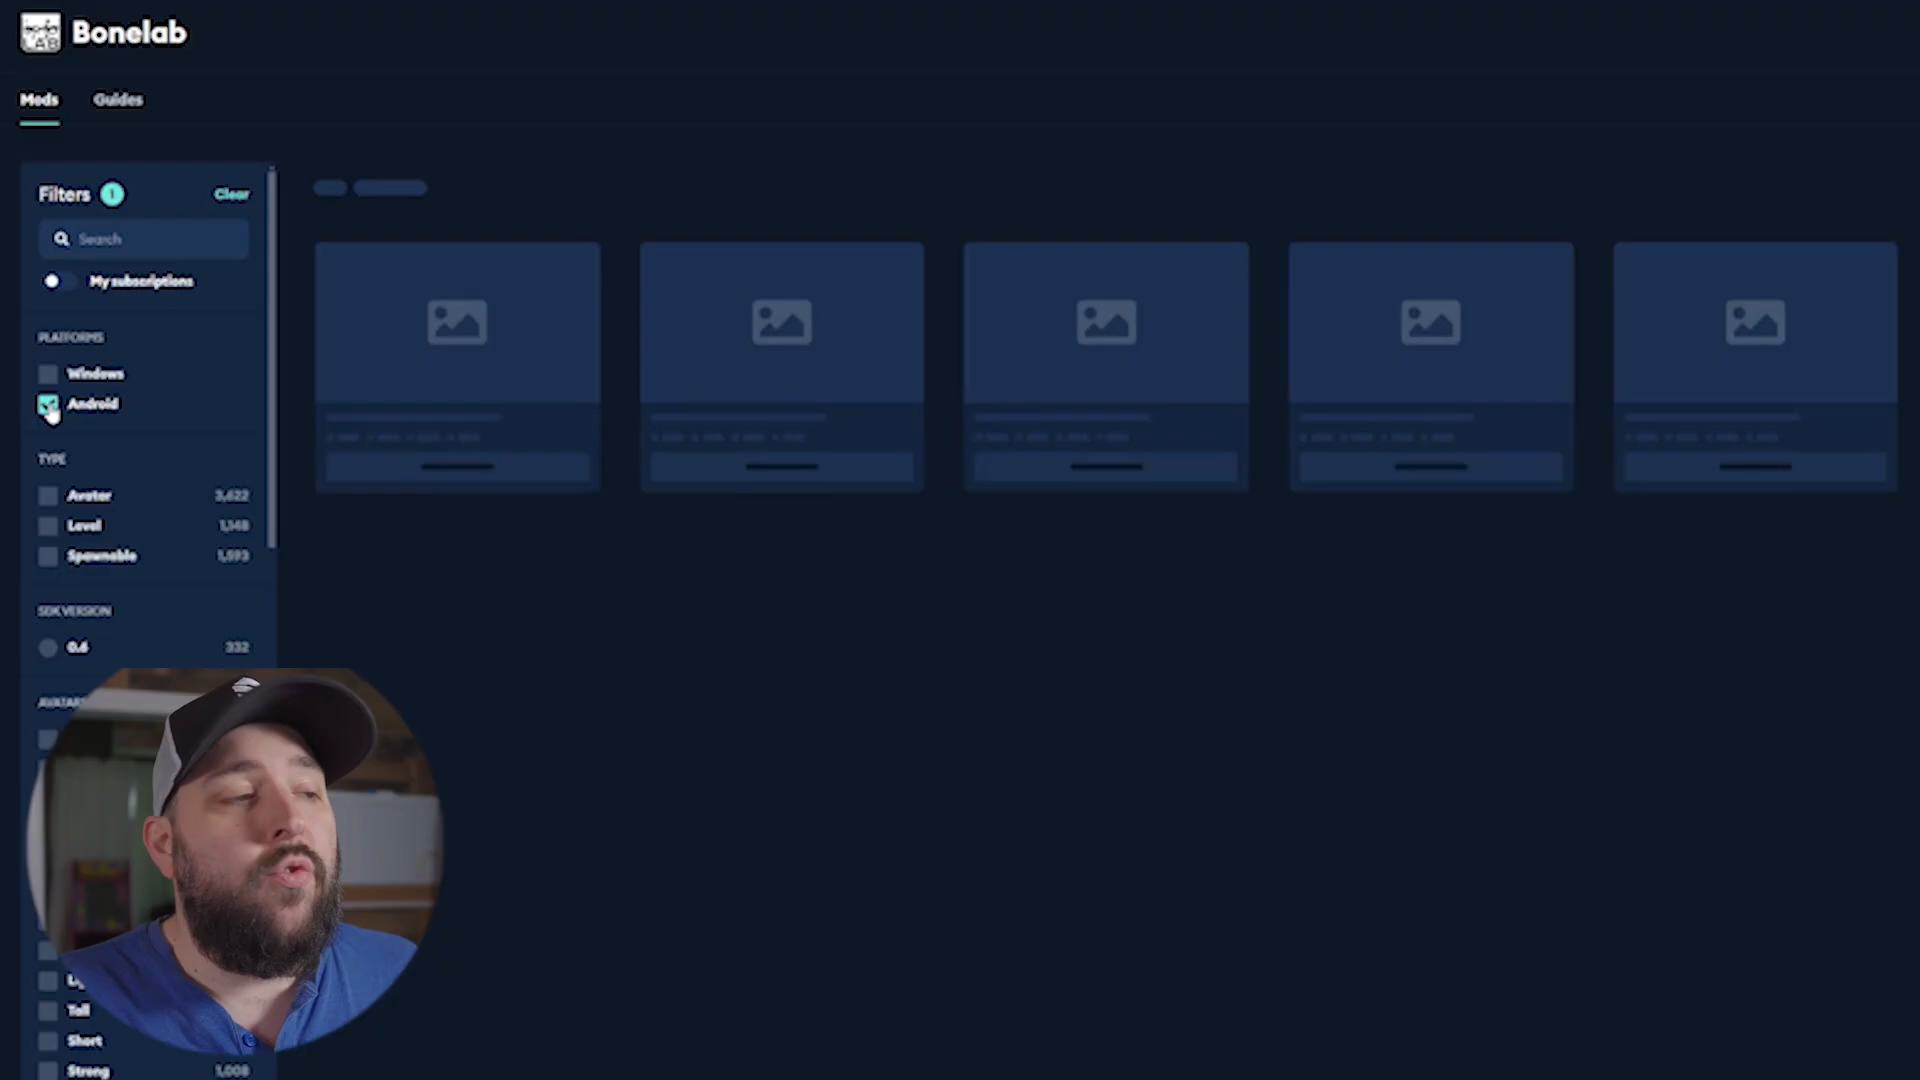 Bonelab
Mods Guides
Filters 1 Clear
Search
My subscriptions
PLATFORMS
Windows
Android
TYPE
Avatar 3,622
Level 1,148
Spawnable 1,593
SDK VERSION
0.6 332
Tall
Short
Strong 1,008